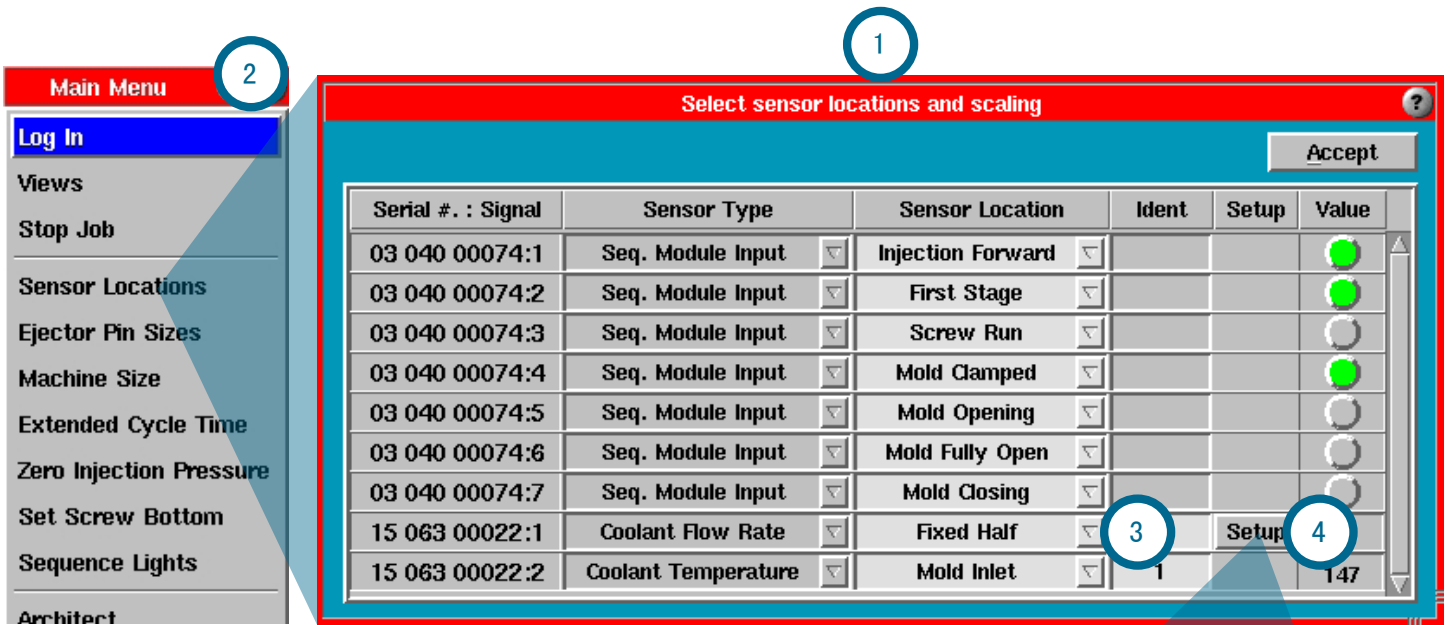 1
2
Main Menu
Log In
Views
Stop Job
Sensor Locations
Ejector Pin Sizes
Machine Size
Extended Cycle Time
Zero Injection Pressure
Set Screw Bottom
Sequence Lights
Architect
Select sensor locations and scaling ?
Accept
Serial #. : Signal Sensor Type Sensor Location Ident Setup Value
03 040 00074:1 Seq. Module Input Injection Forward
03 040 00074:2 Seq. Module Input First Stage
03 040 00074:3 Seq. Module Input Screw Run
03 040 00074:4 Seq. Module Input Mold Clamped
03 040 00074:5 Seq. Module Input Mold Opening
03 040 00074:6 Seq. Module Input Mold Fully Open
03 040 00074:7 Seq. Module Input Mold Closing
15 063 00022:1 Coolant Flow Rate Fixed Half 3 Setup 4
15 063 00022:2 Coolant Temperature Mold Inlet 1 147